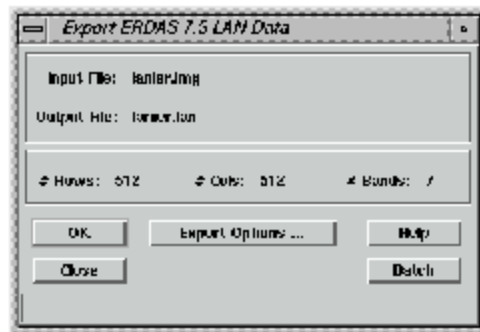 Export ERDAS 7.5 LAN Data
Input File: lanier.img
Output File: lanier.lan
# Rows: 512 # Cols: 512 # Bands: 7
OK Export Options ... Help
Close Batch